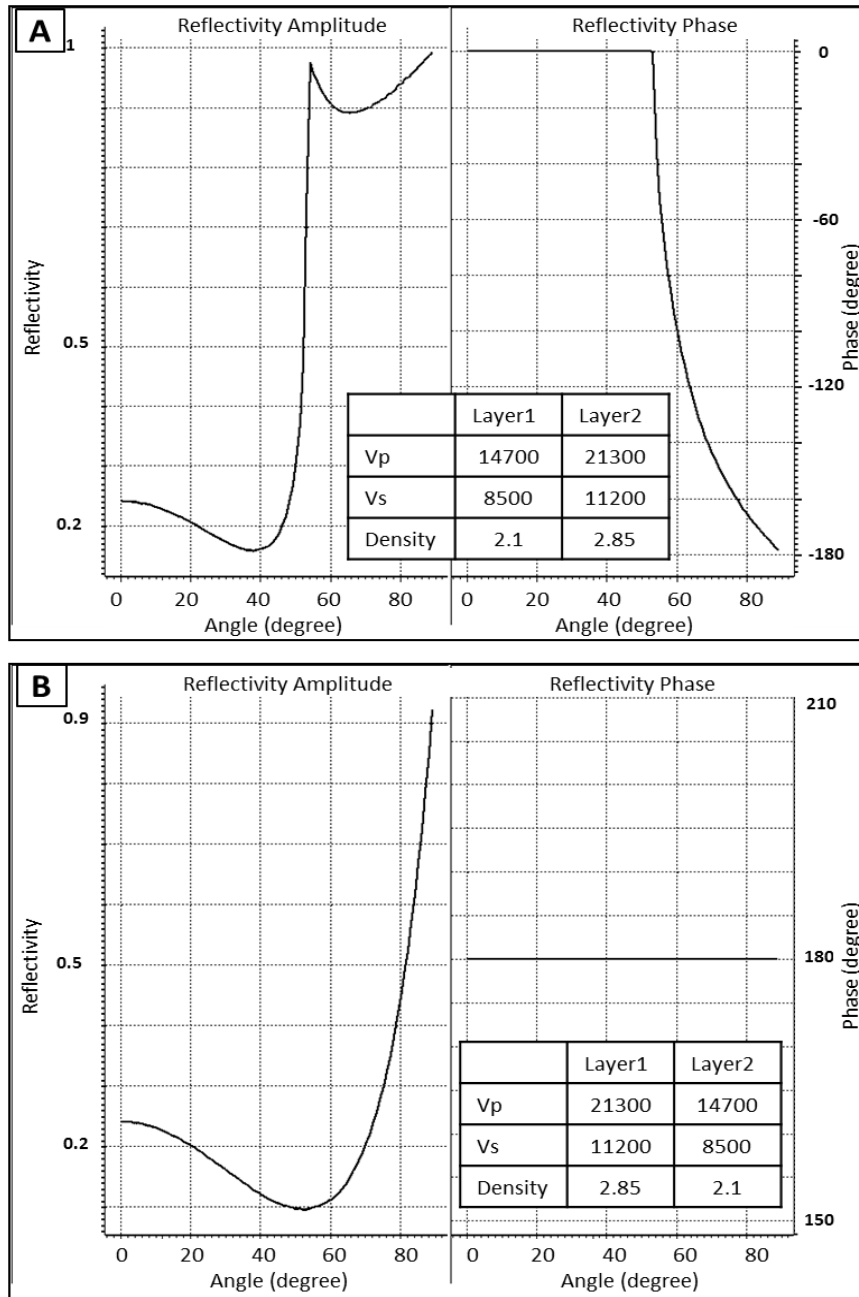 A
Reflectivity Amplitude
Reflectivity Phase
1
0.5
0.2
Reflectivity
0
-60
-120
-180
Phase (degree)
Layer1 Layer2
Vp 14700 21300
Vs 8500 11200
Density 2.1 2.85
0 20 40 60 80
0 20 40 60 80
Angle (degree)
Angle (degree)
B
Reflectivity Amplitude
Reflectivity Phase
0.9
0.5
0.2
Reflectivity
210
180
150
Phase (degree)
Layer1 Layer2
Vp 21300 14700
Vs 11200 8500
Density 2.85 2.1
0 20 40 60 80
0 20 40 60 80
Angle (degree)
Angle (degree)